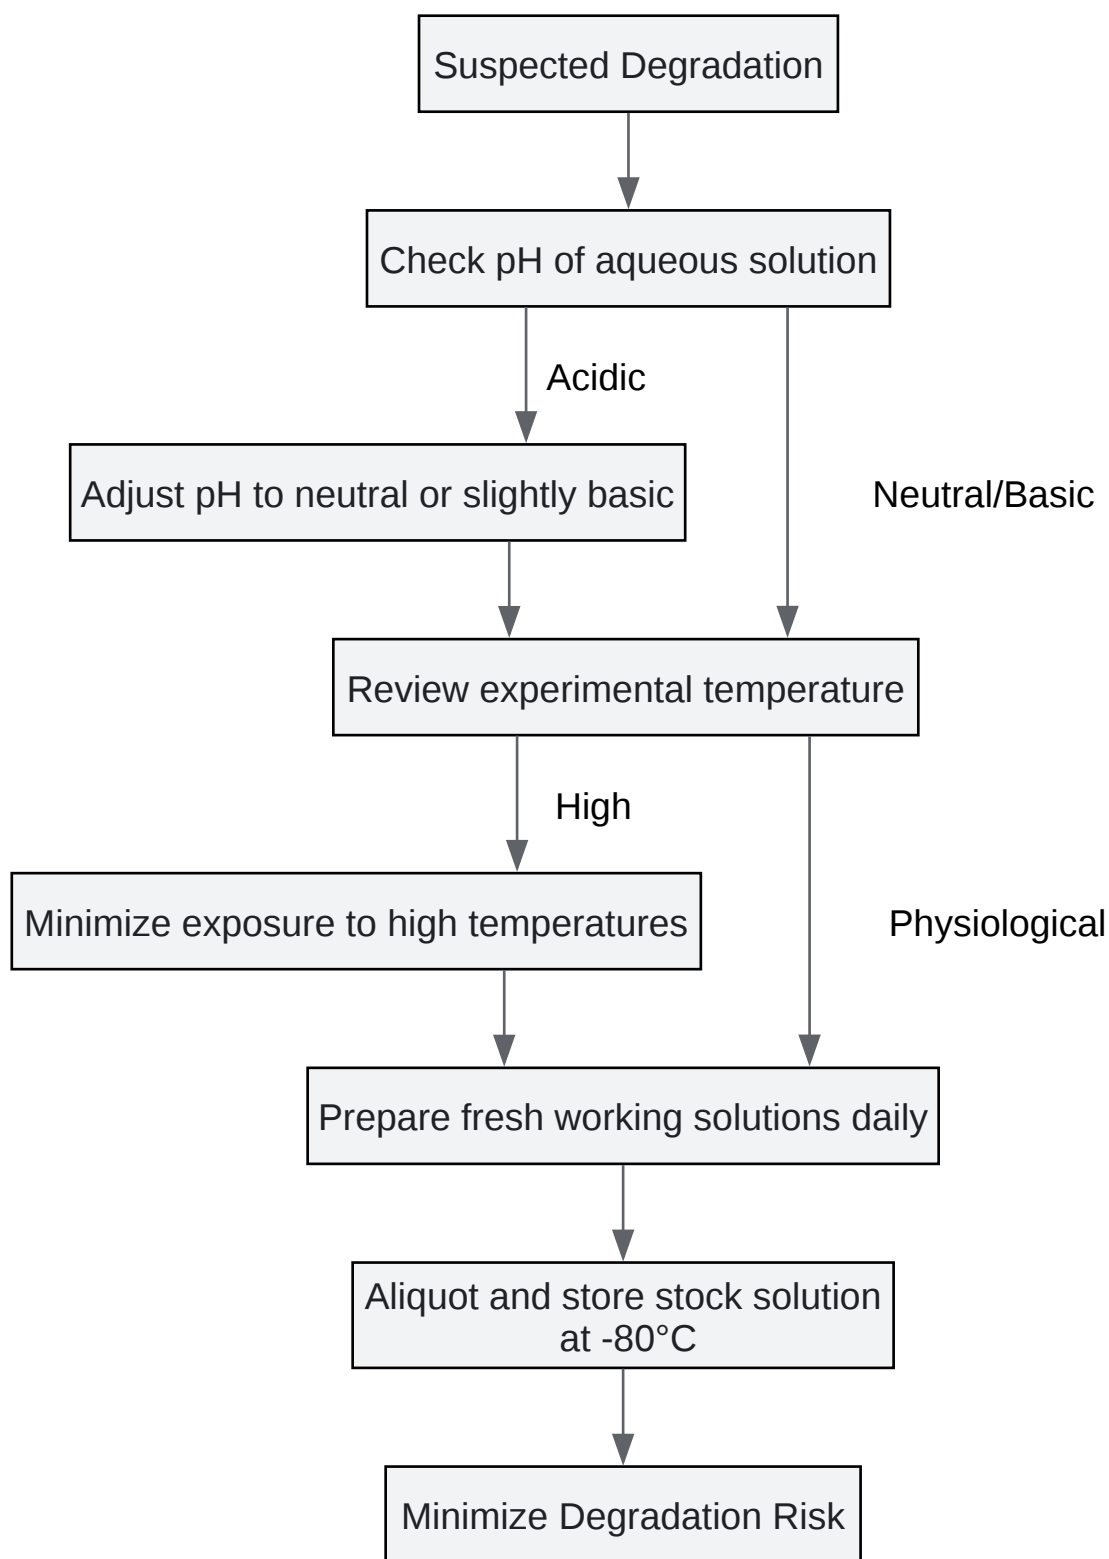 Suspected Degradation
Check pH of aqueous solution
Acidic
Adjust pH to neutral or slightly basic
Neutral/Basic
Review experimental temperature
High
Minimize exposure to high temperatures
Physiological
Prepare fresh working solutions daily
Aliquot and store stock solution
at -80°C
Minimize Degradation Risk